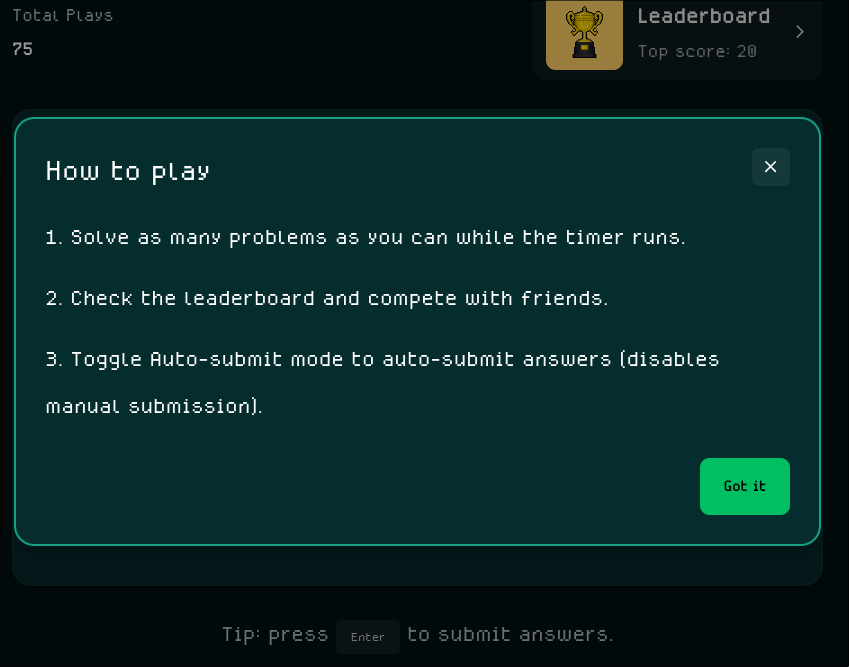 Total Plays
75
Leaderboard
Top score: 20
How to play
1. Solve as many problems as you can while the timer runs.
2. Check the leaderboard and compete with friends.
3. Toggle Auto-submit mode to auto-submit answers (disables
manual submission).
Got it
Tip: press Enter to submit answers.